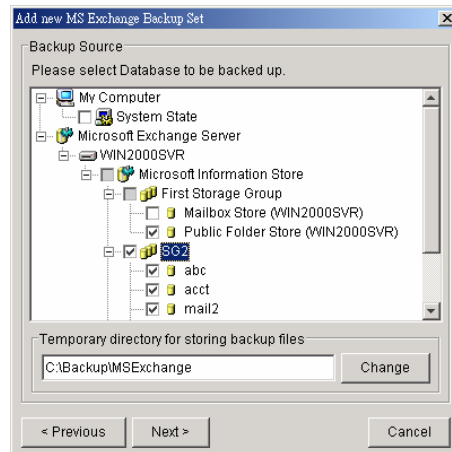 Add new MS Exchange Backup Set
Backup Source
Please select Database to be backed up.
My Computer
System State
Microsoft Exchange Server
WIN2000SVR
Microsoft Information Store
First Storage Group
Mailbox Store (WIN2000SVR)
Public Folder Store (WIN2000SVR)
SG2
abc
acct
mail2
Temporary directory for storing backup files
C:\Backup\MSExchange
Change
< Previous
Next >
Cancel